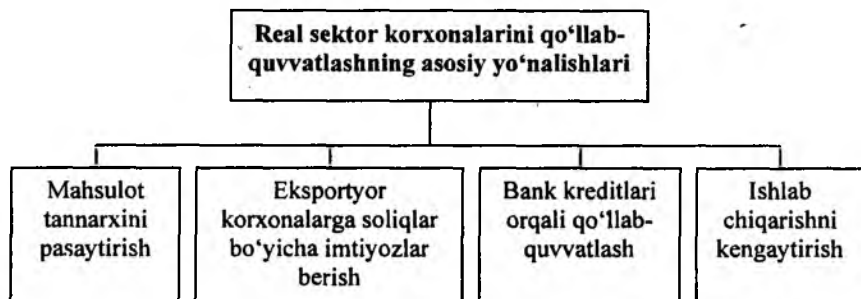 Real sektor korxonalarini qo‘llab-
quvvatlashning asosiy yo‘nalishlari
Mahsulot
tannarxini
pasaytirish
Eksportyor
korxonalarga soliqlar
bo‘yicha imtiyozlar
berish
Bank kreditlari
orqali qo‘llab-
quvvatlash
Ishlab
chiqarishni
kengaytirish